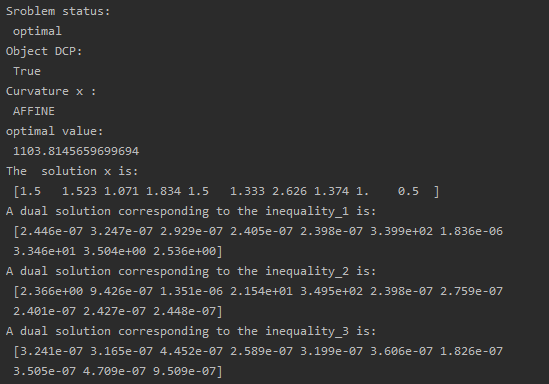 Sroblem status:
optimal
Object DCP:
True
Curvature x :
AFFINE
optimal value:
1103.8145659699694
The  solution x is:
[1.5   1.523 1.071 1.834 1.5   1.333 2.626 1.374 1.    0.5  ]
A dual solution corresponding to the inequality_1 is:
[2.446e-07 3.247e-07 2.929e-07 2.405e-07 2.398e-07 3.399e+02 1.836e-06
3.346e+01 3.504e+00 2.536e+00]
A dual solution corresponding to the inequality_2 is:
[2.366e+00 9.426e-07 1.351e-06 2.154e+01 3.495e+02 2.398e-07 2.759e-07
2.401e-07 2.427e-07 2.448e-07]
A dual solution corresponding to the inequality_3 is:
[3.241e-07 3.165e-07 4.452e-07 2.589e-07 3.199e-07 3.606e-07 1.826e-07
3.505e-07 4.709e-07 9.509e-07]